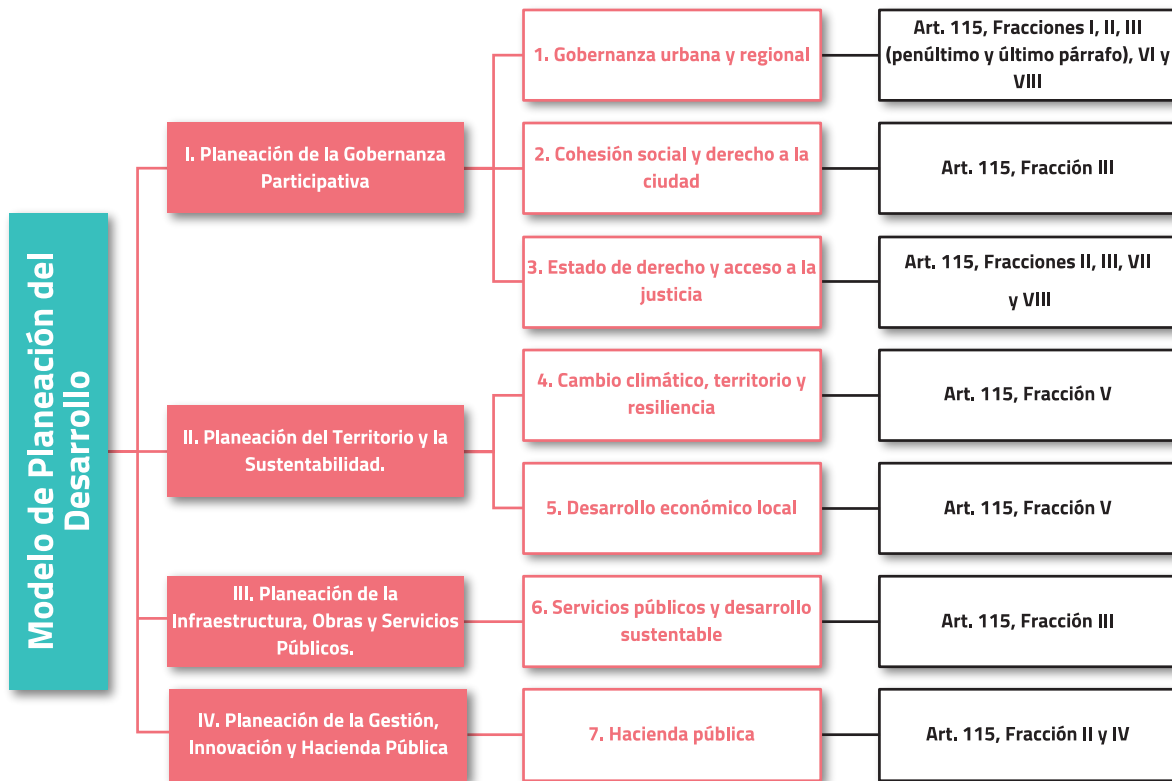 Modelo de Planeación del
Desarrollo
I. Planeación de la Gobernanza
Participativa
1. Gobernanza urbana y regional
Art. 115, Fracciones I, II, III
(penúltimo y último párrafo), VI y
VIII
2. Cohesión social y derecho a la
ciudad
Art. 115, Fracción III
3. Estado de derecho y acceso a la
justicia
Art. 115, Fracciones II, III, VII
y VIII
II. Planeación del Territorio y la
Sustentabilidad.
4. Cambio climático, territorio y
resiliencia
Art. 115, Fracción V
5. Desarrollo económico local
Art. 115, Fracción V
III. Planeación de la
Infraestructura, Obras y Servicios
Públicos.
6. Servicios públicos y desarrollo
sustentable
Art. 115, Fracción III
IV. Planeación de la Gestión,
Innovación y Hacienda Pública
7. Hacienda pública
Art. 115, Fracción II y IV